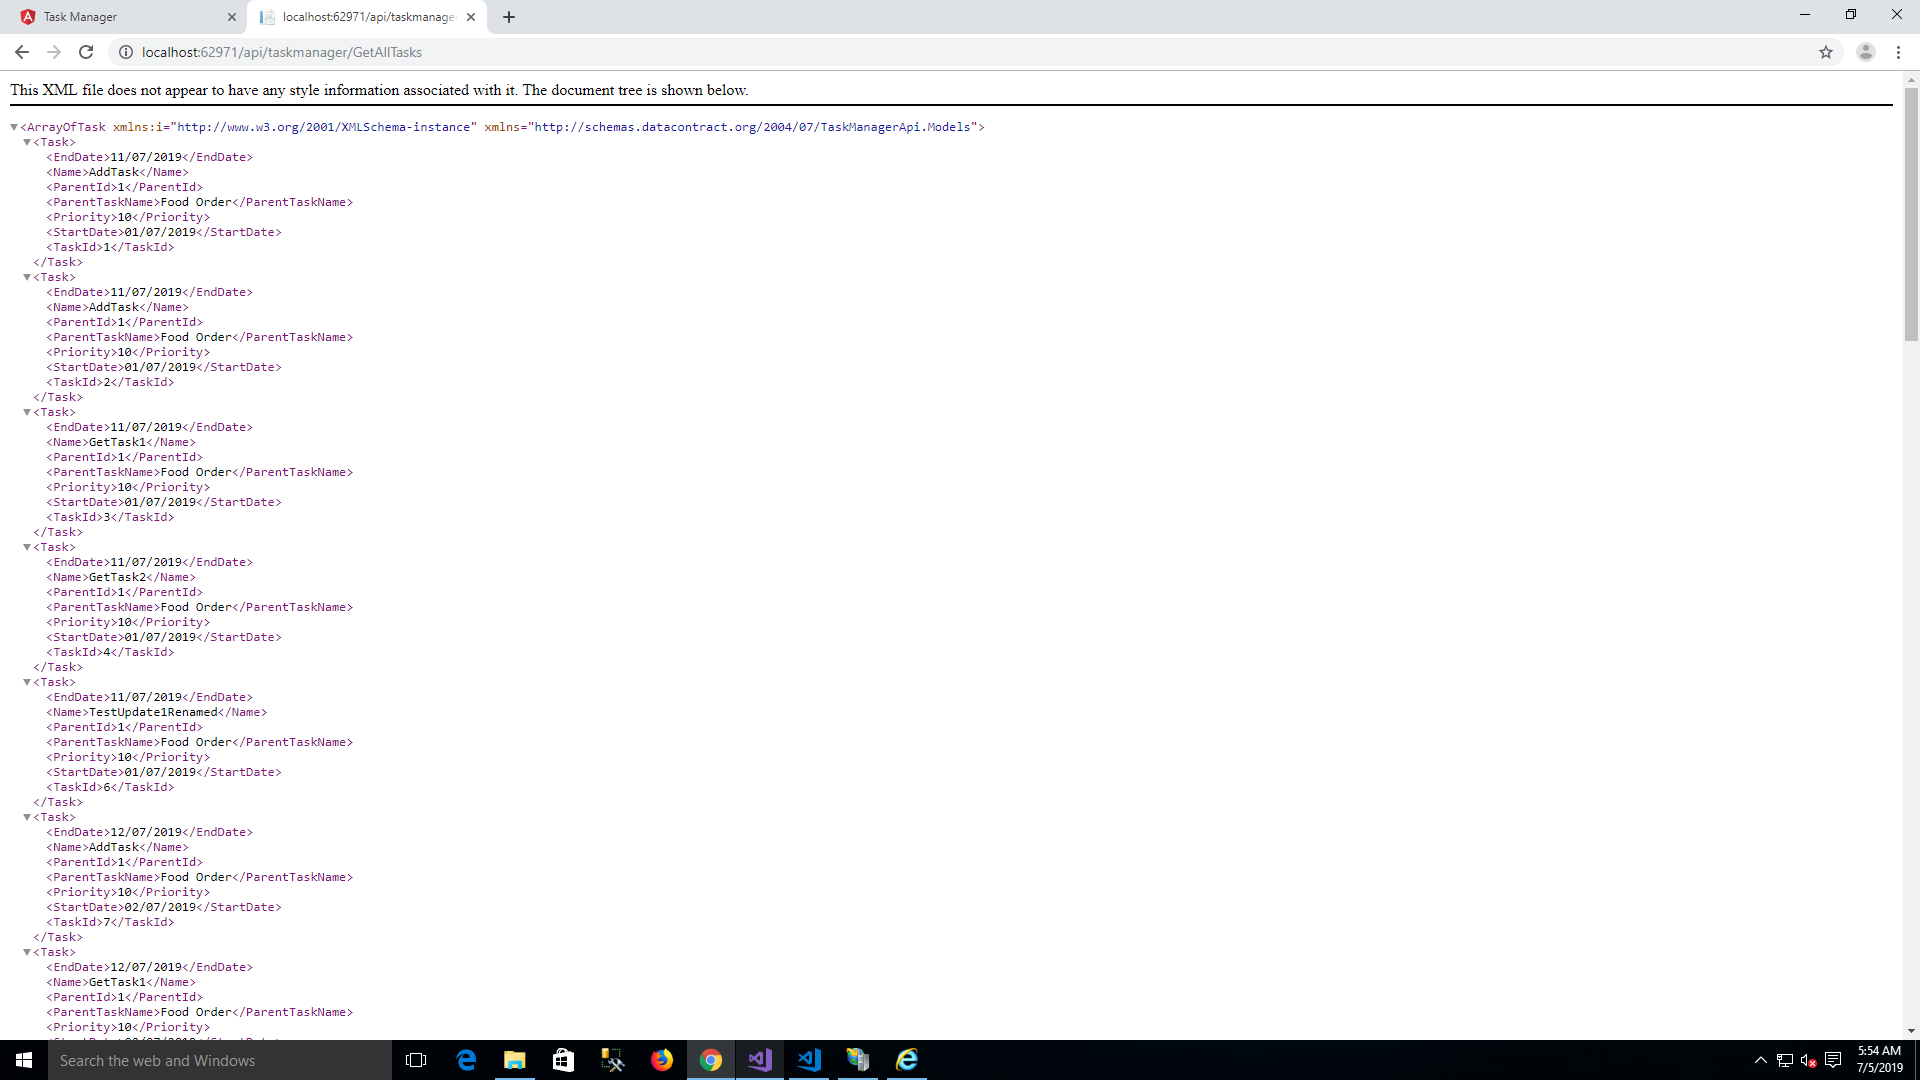 Task Manager
localhost:62971/api/taskmanager
localhost:62971/api/taskmanager/GetAllTasks
This XML file does not appear to have any style information associated with it. The document tree is shown below.
<ArrayOfTask xmlns:i="http://www.w3.org/2001/XMLSchema-instance" xmlns="http://schemas.datacontract.org/2004/07/TaskManagerApi.Models">
<Task>
<EndDate>11/07/2019</EndDate>
<Name>AddTask</Name>
<ParentId>1</ParentId>
<ParentTaskName>Food Order</ParentTaskName>
<Priority>10</Priority>
<StartDate>01/07/2019</StartDate>
<TaskId>1</TaskId>
</Task>
<Task>
<EndDate>11/07/2019</EndDate>
<Name>AddTask</Name>
<ParentId>1</ParentId>
<ParentTaskName>Food Order</ParentTaskName>
<Priority>10</Priority>
<StartDate>01/07/2019</StartDate>
<TaskId>2</TaskId>
</Task>
<Task>
<EndDate>11/07/2019</EndDate>
<Name>GetTask1</Name>
<ParentId>1</ParentId>
<ParentTaskName>Food Order</ParentTaskName>
<Priority>10</Priority>
<StartDate>01/07/2019</StartDate>
<TaskId>3</TaskId>
</Task>
<Task>
<EndDate>11/07/2019</EndDate>
<Name>GetTask2</Name>
<ParentId>1</ParentId>
<ParentTaskName>Food Order</ParentTaskName>
<Priority>10</Priority>
<StartDate>01/07/2019</StartDate>
<TaskId>4</TaskId>
</Task>
<Task>
<EndDate>11/07/2019</EndDate>
<Name>TestUpdate1Renamed</Name>
<ParentId>1</ParentId>
<ParentTaskName>Food Order</ParentTaskName>
<Priority>10</Priority>
<StartDate>01/07/2019</StartDate>
<TaskId>6</TaskId>
</Task>
<Task>
<EndDate>12/07/2019</EndDate>
<Name>AddTask</Name>
<ParentId>1</ParentId>
<ParentTaskName>Food Order</ParentTaskName>
<Priority>10</Priority>
<StartDate>02/07/2019</StartDate>
<TaskId>7</TaskId>
</Task>
<Task>
<EndDate>12/07/2019</EndDate>
<Name>GetTask1</Name>
<ParentId>1</ParentId>
<ParentTaskName>Food Order</ParentTaskName>
<Priority>10</Priority>
Search the web and Windows
5:54 AM
7/5/2019